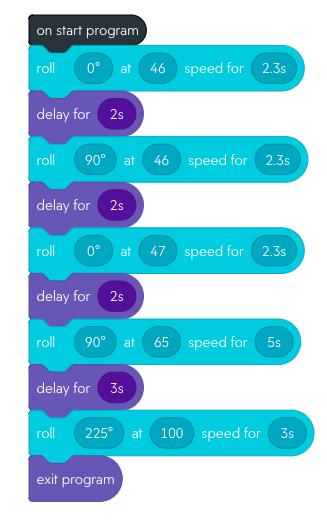 on start program
roll 0° at 46 speed for 2.3s
delay for 2s
roll 90° at 46 speed for 2.3s
delay for 2s
roll 0° at 47 speed for 2.3s
delay for 2s
roll 90° at 65 speed for 5s
delay for 3s
roll 225° at 100 speed for 3s
exit program